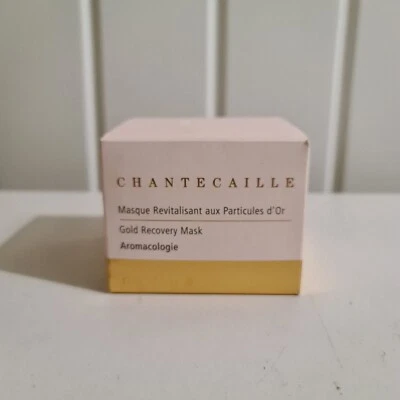 CHANTECAILLE
Masque Revitalisant aux Particules d'Or
Gold Recovery Mask
Aromacologie